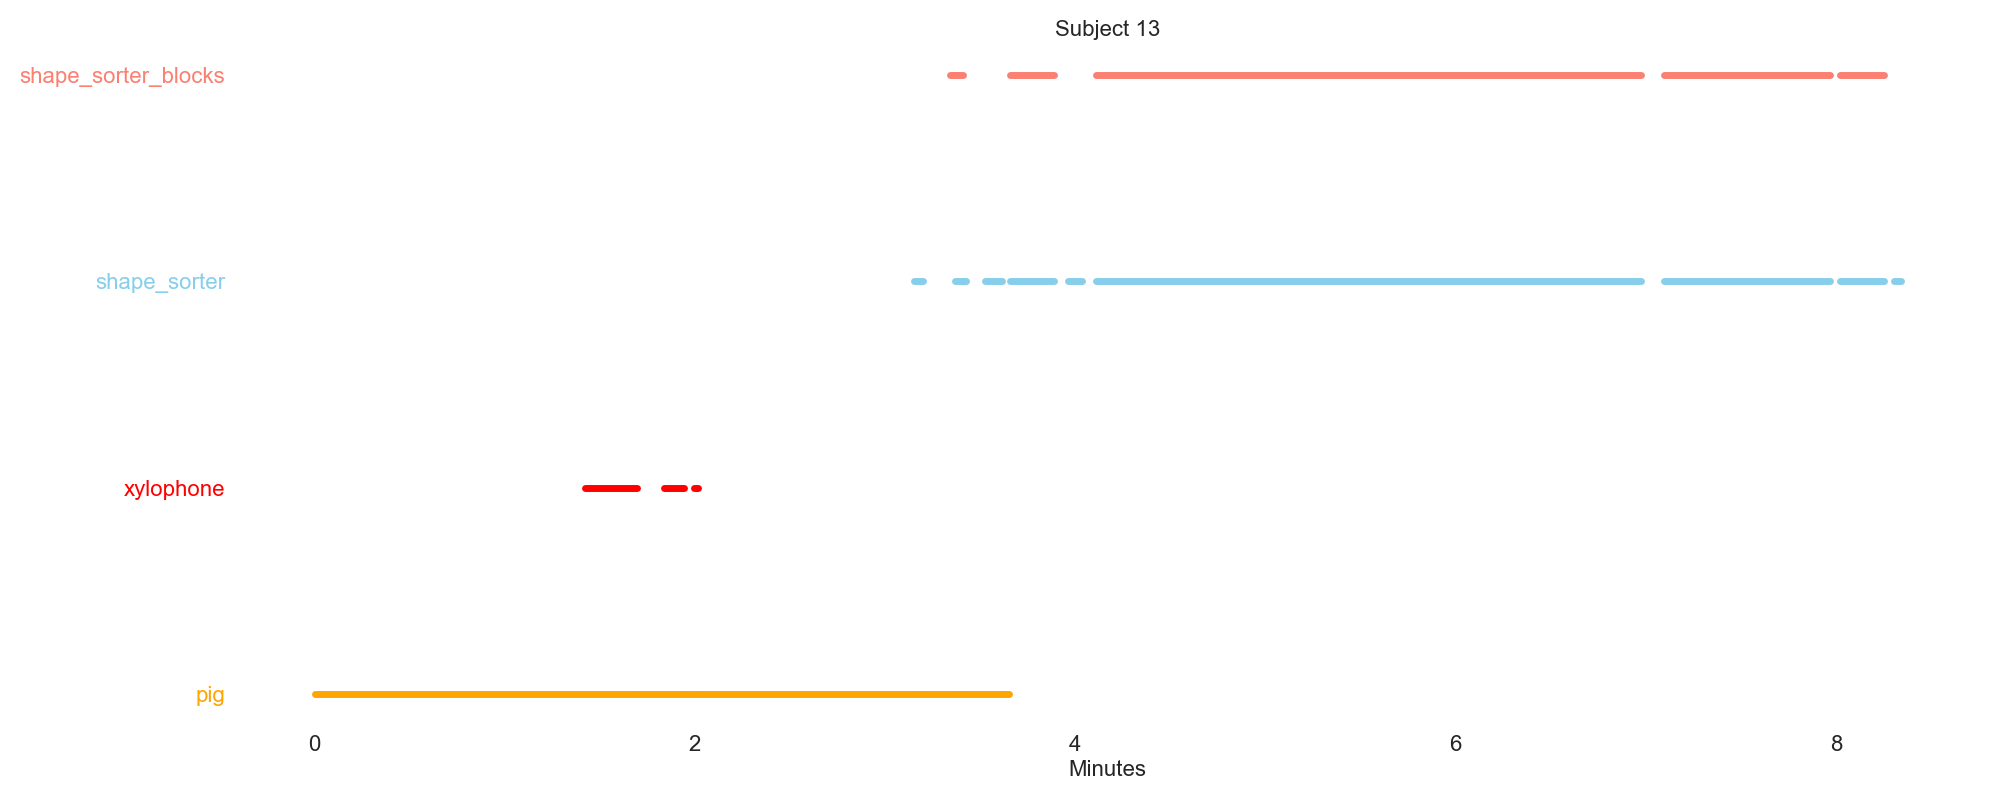 Subject 13
shape_sorter_blocks
shape_sorter
xylophone
pig
0 2 4 6 8
Minutes